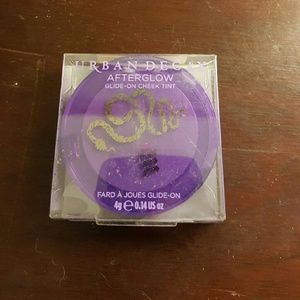 URBAN DECAY
AFTERGLOW
GLIDE-ON CHEEK TINT
FARD À JOUES GLIDE-ON
4g e 0.14 US oz